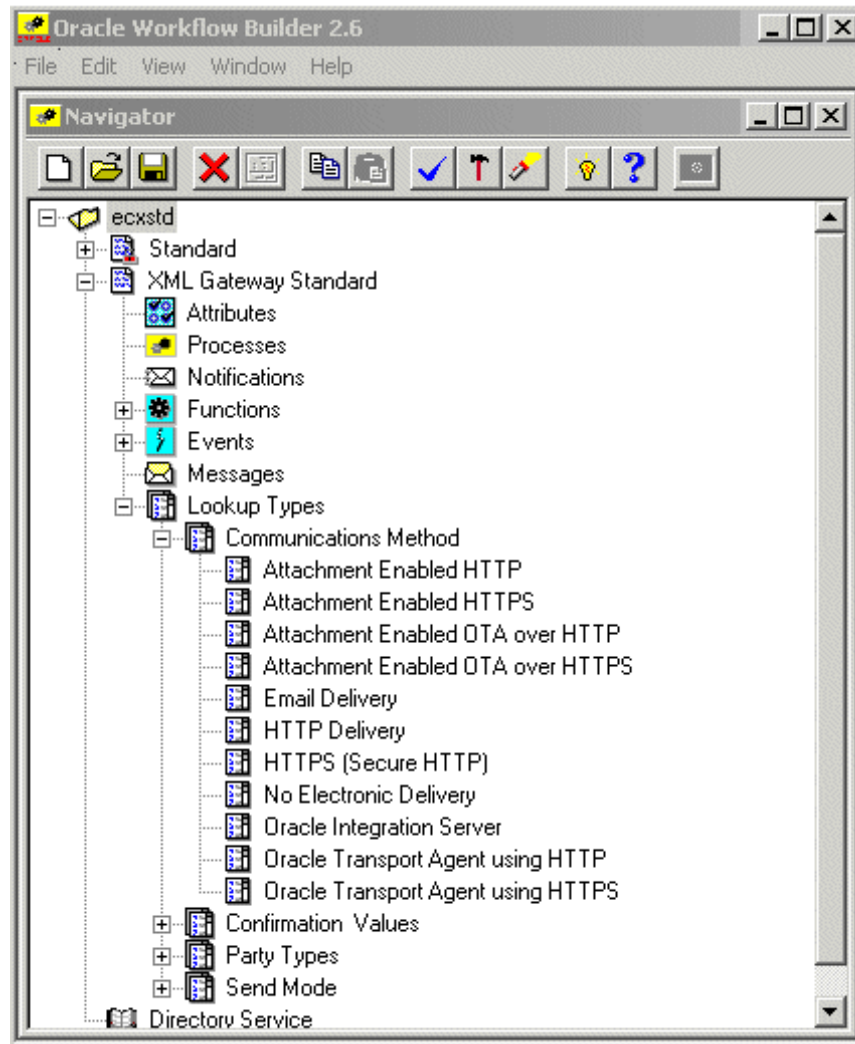 Oracle Workflow Builder 2.6
File Edit View Window Help
Navigator
ecxstd
Standard
XML Gateway Standard
Attributes
Processes
Notifications
Functions
Events
Messages
Lookup Types
Communications Method
Attachment Enabled HTTP
Attachment Enabled HTTPS
Attachment Enabled OTA over HTTP
Attachment Enabled OTA over HTTPS
Email Delivery
HTTP Delivery
HTTPS (Secure HTTP)
No Electronic Delivery
Oracle Integration Server
Oracle Transport Agent using HTTP
Oracle Transport Agent using HTTPS
Confirmation Values
Party Types
Send Mode
Directory Service